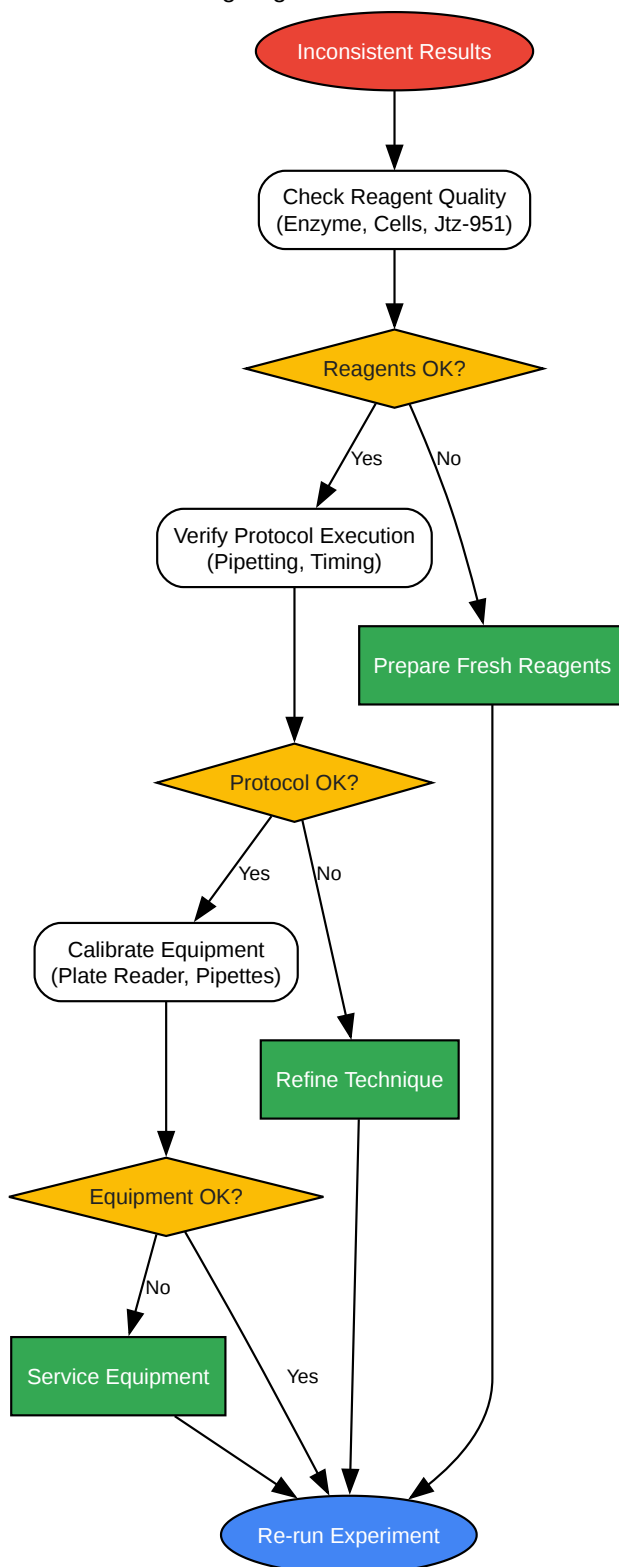 Inconsistent Results
Check Reagent Quality
(Enzyme, Cells, Jtz-951)
Reagents OK?
Yes
No
Verify Protocol Execution
(Pipetting, Timing)
Prepare Fresh Reagents
Protocol OK?
Yes
No
Calibrate Equipment
(Plate Reader, Pipettes)
Refine Technique
Equipment OK?
No
Yes
Service Equipment
Re-run Experiment